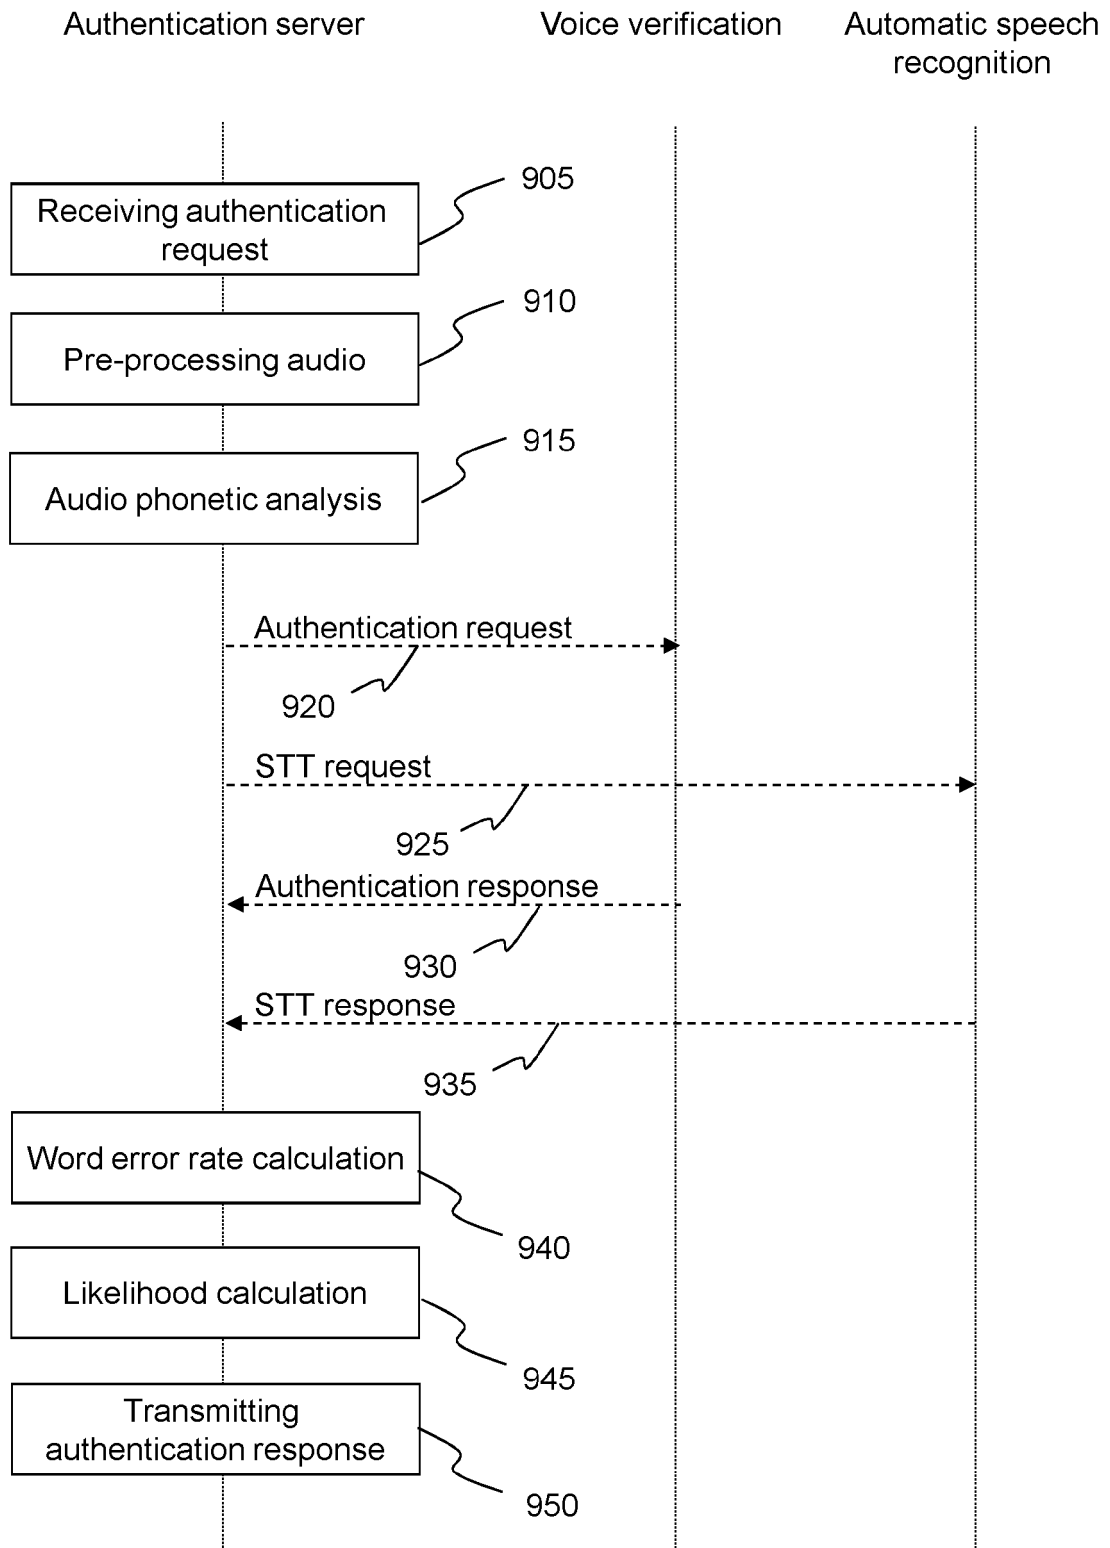 Authentication server
Voice verification
Automatic speech
recognition
905
Receiving authentication
request
910
Pre-processing audio
915
Audio phonetic analysis
Authentication request
920
STT request
925
Authentication response
930
STT response
935
Word error rate calculation
940
Likelihood calculation
945
Transmitting
authentication response
950